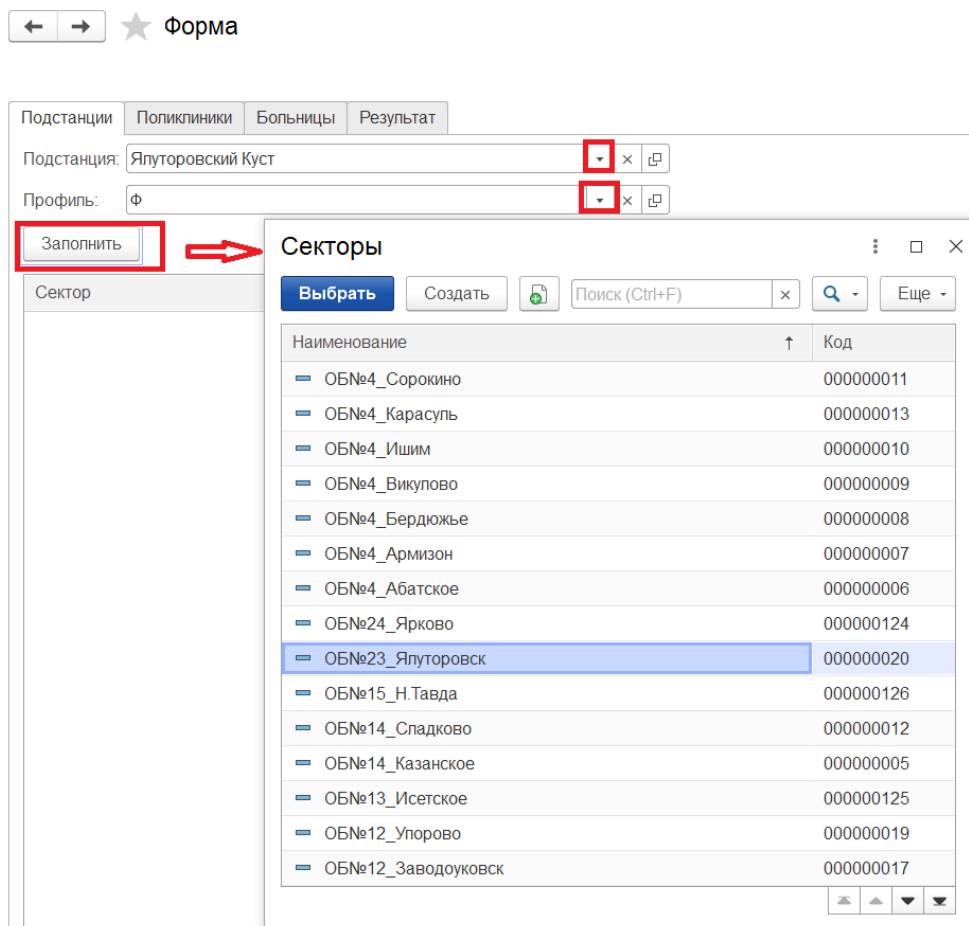 Форма
Подстанции Поликлиники Больницы Результат
Подстанция: Ялуторовский Куст
Профиль: Ф
Заполнить
Сектор
Секторы
Выбрать Создать Поиск (Ctrl+F) Еще
Наименование Код
ОБ№4_Сорокино 000000011
ОБ№4_Карасуль 000000013
ОБ№4_Ишим 000000010
ОБ№4_Викулово 000000009
ОБ№4_Бердюжье 000000008
ОБ№4_Армизон 000000007
ОБ№4_Абатское 000000006
ОБ№24_Ярково 000000124
ОБ№23_Ялуторовск 000000020
ОБ№15_Н.Тавда 000000126
ОБ№14_Сладково 000000012
ОБ№14_Казанское 000000005
ОБ№13_Исетское 000000125
ОБ№12_Упорово 000000019
ОБ№12_Заводоуковск 000000017